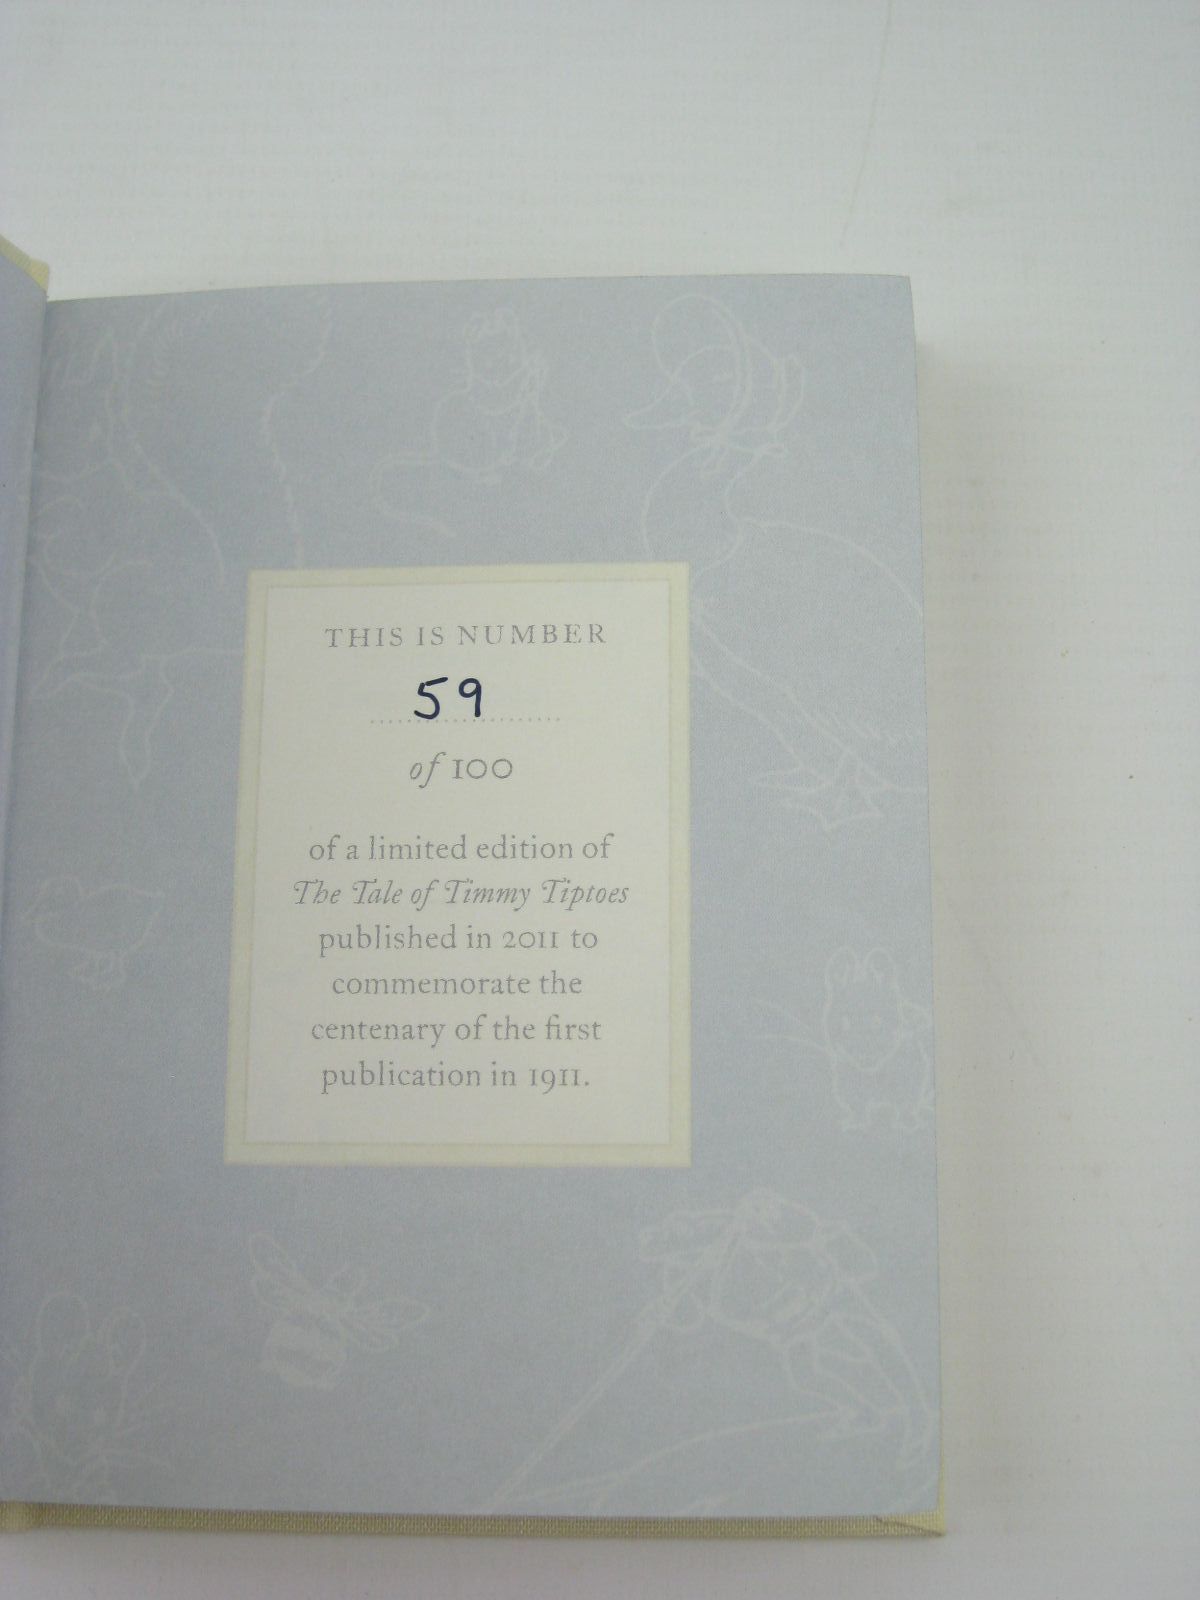 THIS IS NUMBER
59
of 100
of a limited edition of
The Tale of Timmy Tiptoes
published in 2011 to
commemorate the
centenary of the first
publication in 1911.